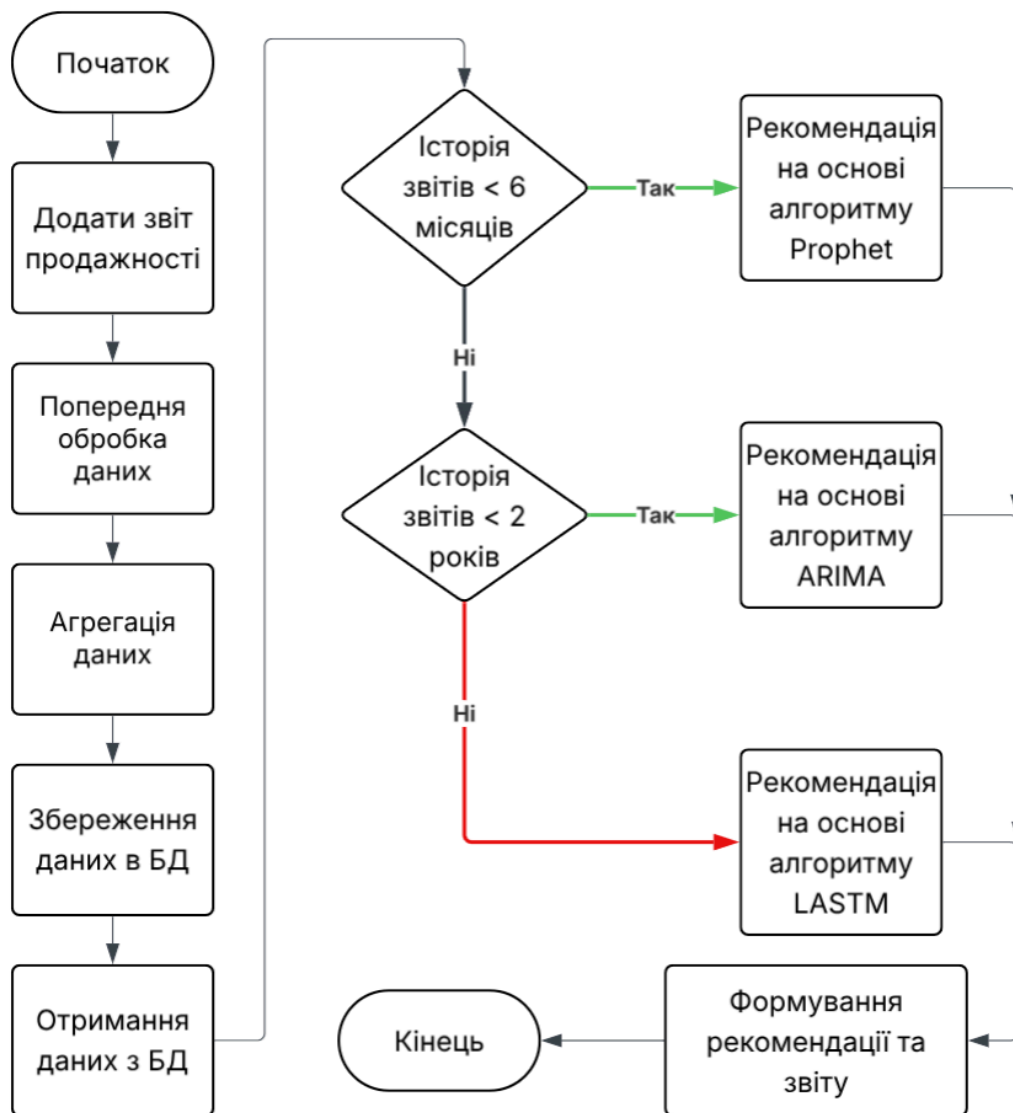 Початок
Додати звіт
продажності
Попередня
обробка
даних
Агрегація
даних
Збереження
даних в БД
Отримання
даних з БД
Історія
звітів < 6
місяців
Так
Рекомендація
на основі
алгоритму
Prophet
Ні
Історія
звітів < 2
років
Так
Рекомендація
на основі
алгоритму
ARIMA
Ні
Рекомендація
на основі
алгоритму
LASTM
Формування
рекомендації та
звіту
Кінець